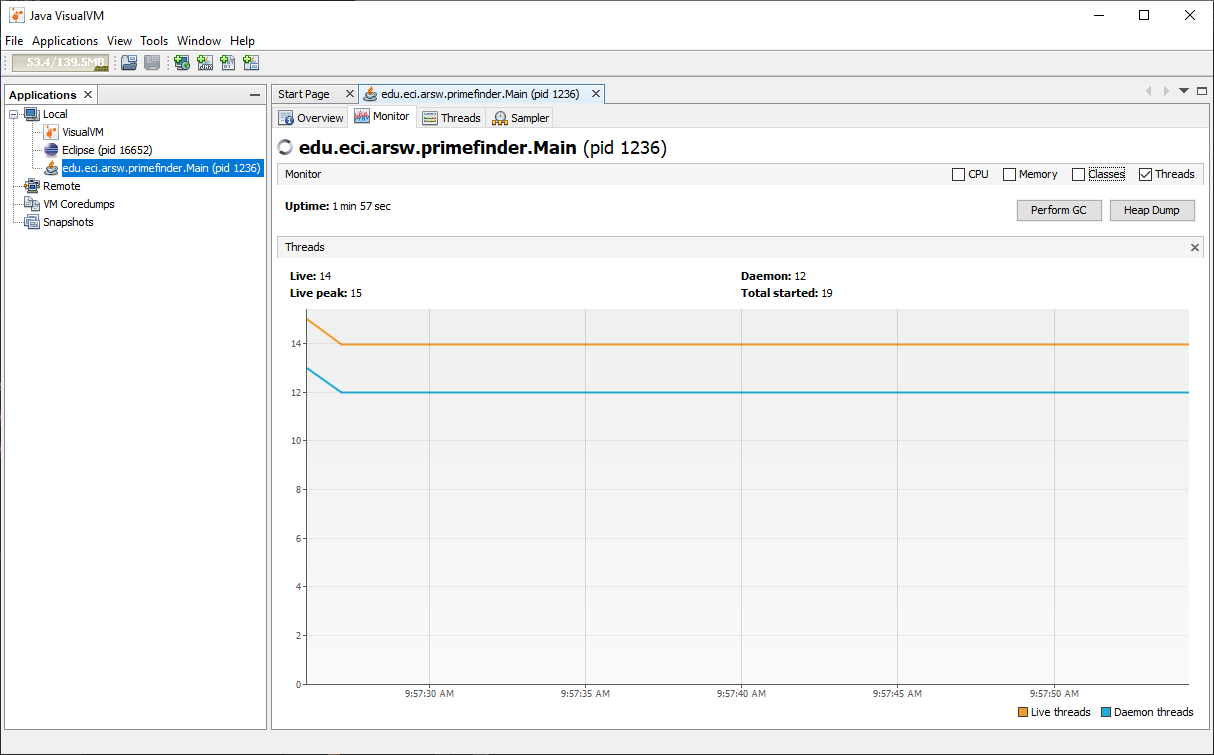 Java VisualVM
File Applications View Tools Window Help
53.4/139.5MB
Applications
Local
VisualVM
Eclipse (pid 16652)
edu.eci.arsw.primefinder.Main (pid 1236)
Remote
VM Coredumps
Snapshots
Start Page edu.eci.arsw.primefinder.Main (pid 1236)
Overview Monitor Threads Sampler
edu.eci.arsw.primefinder.Main (pid 1236)
Monitor CPU Memory Classes Threads
Uptime: 1 min 57 sec
Perform GC Heap Dump
Threads
Live: 14 Daemon: 12
Live peak: 15 Total started: 19
14
12
10
8
6
4
2
0
9:57:30 AM 9:57:35 AM 9:57:40 AM 9:57:45 AM 9:57:50 AM
Live threads Daemon threads